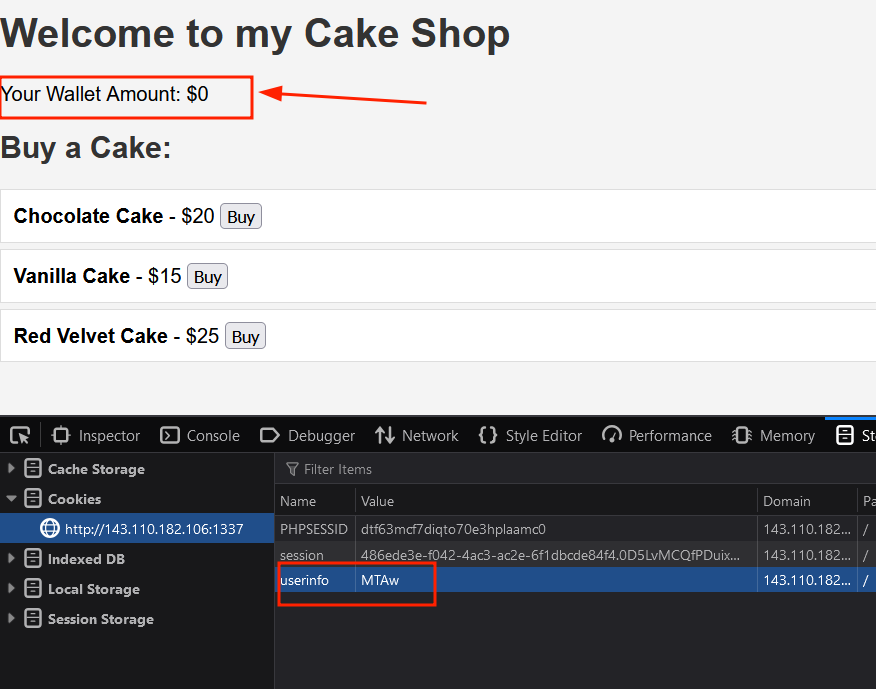 Welcome to my Cake Shop
Your Wallet Amount: $0
Buy a Cake:
Chocolate Cake - $20 Buy
Vanilla Cake - $15 Buy
Red Velvet Cake - $25 Buy
Inspector Console Debugger Network Style Editor Performance Memory St
Cache Storage
Cookies
http://143.110.182.106:1337
Indexed DB
Local Storage
Session Storage
Filter Items
Name Value Domain Pa
PHPSESSID dtf63mcf7diqto70e3hplaamc0 143.110.182... /
session 486ede3e-f042-4ac3-ac2e-6f1dbcde84f4.0D5LvMCQfPDuix... 143.110.182... /
userinfo MTAw 143.110.182... /